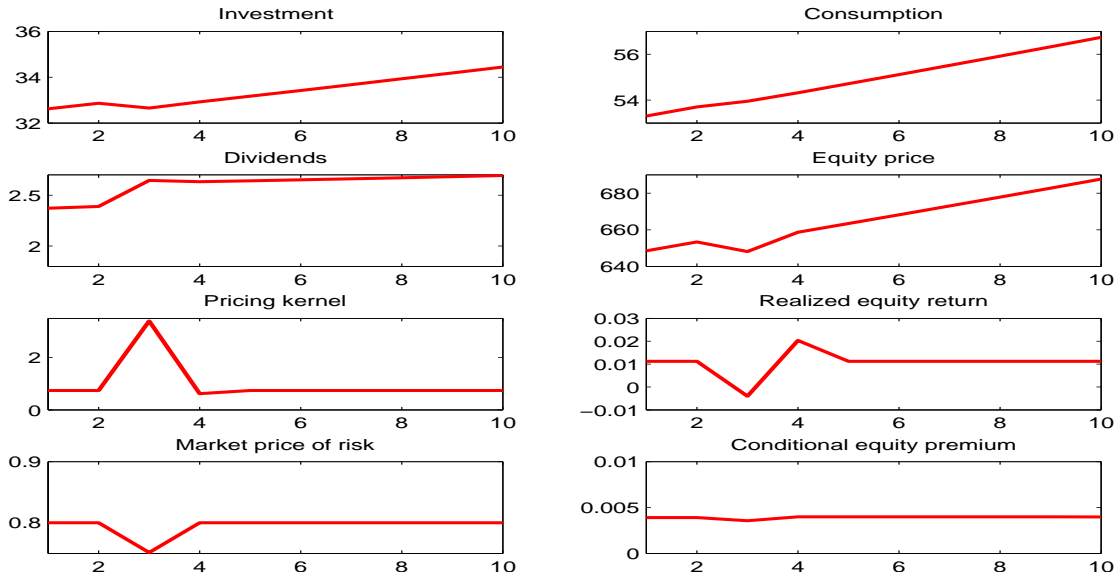 Investment
36
34
32
2 4 6 8 10
Consumption
56
54
2 4 6 8 10
Dividends
2.5
2
2 4 6 8 10
Equity price
680
660
640
2 4 6 8 10
Pricing kernel
2
0
2 4 6 8 10
Realized equity return
0.03
0.02
0.01
0
−0.01
2 4 6 8 10
Market price of risk
0.9
0.8
2 4 6 8 10
Conditional equity premium
0.01
0.005
0
2 4 6 8 10